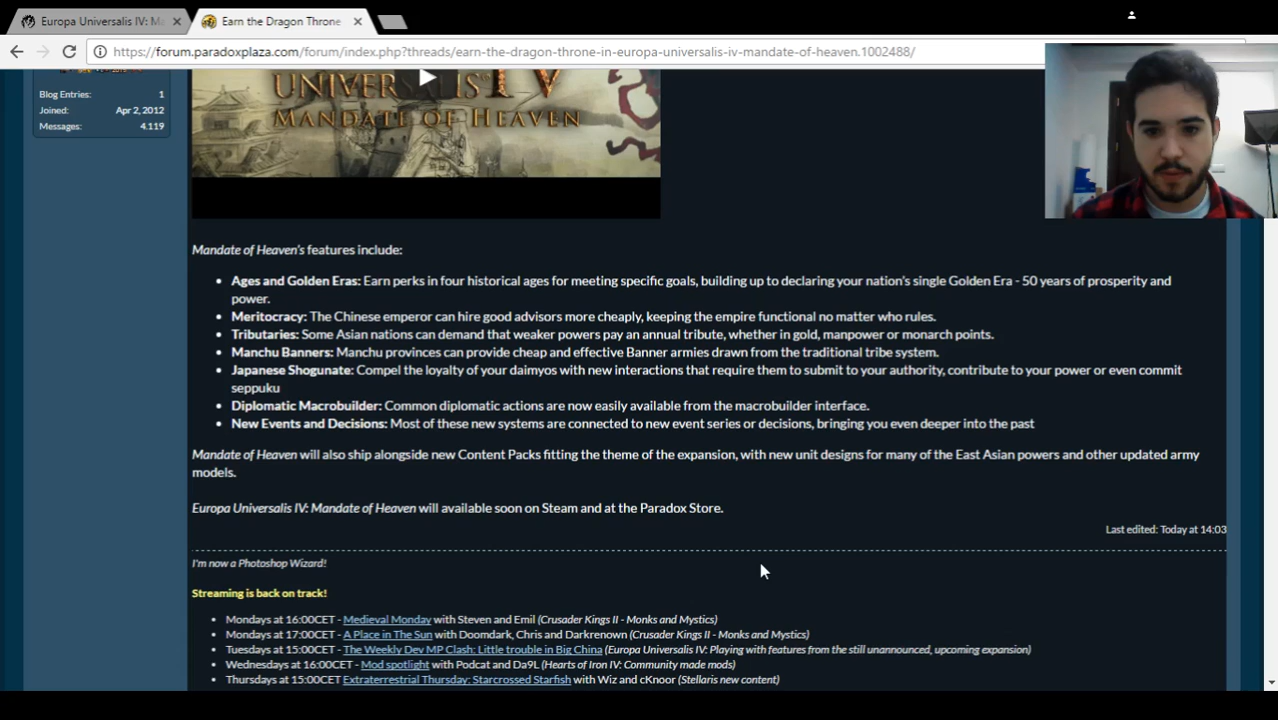 Europa Universalis IV: Ma
Earn the Dragon Throne
https://forum.paradoxplaza.com/forum/index.php?threads/earn-the-dragon-throne-in-europa-universalis-iv-mandate-of-heaven.1002488/
Blog Entries: 1
Joined: Apr 2, 2012
Messages: 4.119
UNIVERSALIS IV
MANDATE OF HEAVEN
Mandate of Heaven's features include:
• Ages and Golden Eras: Earn perks in four historical ages for meeting specific goals, building up to declaring your nation's single Golden Era - 50 years of prosperity and
power.
• Meritocracy: The Chinese emperor can hire good advisors more cheaply, keeping the empire functional no matter who rules.
• Tributaries: Some Asian nations can demand that weaker powers pay an annual tribute, whether in gold, manpower or monarch points.
• Manchu Banners: Manchu provinces can provide cheap and effective Banner armies drawn from the traditional tribe system.
• Japanese Shogunate: Compel the loyalty of your daimyos with new interactions that require them to submit to your authority, contribute to your power or even commit
seppuku
• Diplomatic Macrobuilder: Common diplomatic actions are now easily available from the macrobuilder interface.
• New Events and Decisions: Most of these new systems are connected to new event series or decisions, bringing you even deeper into the past
Mandate of Heaven will also ship alongside new Content Packs fitting the theme of the expansion, with new unit designs for many of the East Asian powers and other updated army
models.
Europa Universalis IV: Mandate of Heaven will available soon on Steam and at the Paradox Store.
Last edited: Today at 14:03
I'm now a Photoshop Wizard!
Streaming is back on track!
• Mondays at 16:00CET - Medieval Monday with Steven and Emil (Crusader Kings II - Monks and Mystics)
• Mondays at 17:00CET - A Place in The Sun with Doomdark, Chris and Darkrenown (Crusader Kings II - Monks and Mystics)
• Tuesdays at 15:00CET - The Weekly Dev MP Clash: Little trouble in Big China (Europa Universalis IV: Playing with features from the still unannounced, upcoming expansion)
• Wednesdays at 16:00CET - Mod spotlight with Podcat and Da9L (Hearts of Iron IV: Community made mods)
• Thursdays at 15:00CET Extraterrestrial Thursday: Starcrossed Starfish with Wiz and cKnoor (Stellaris new content)